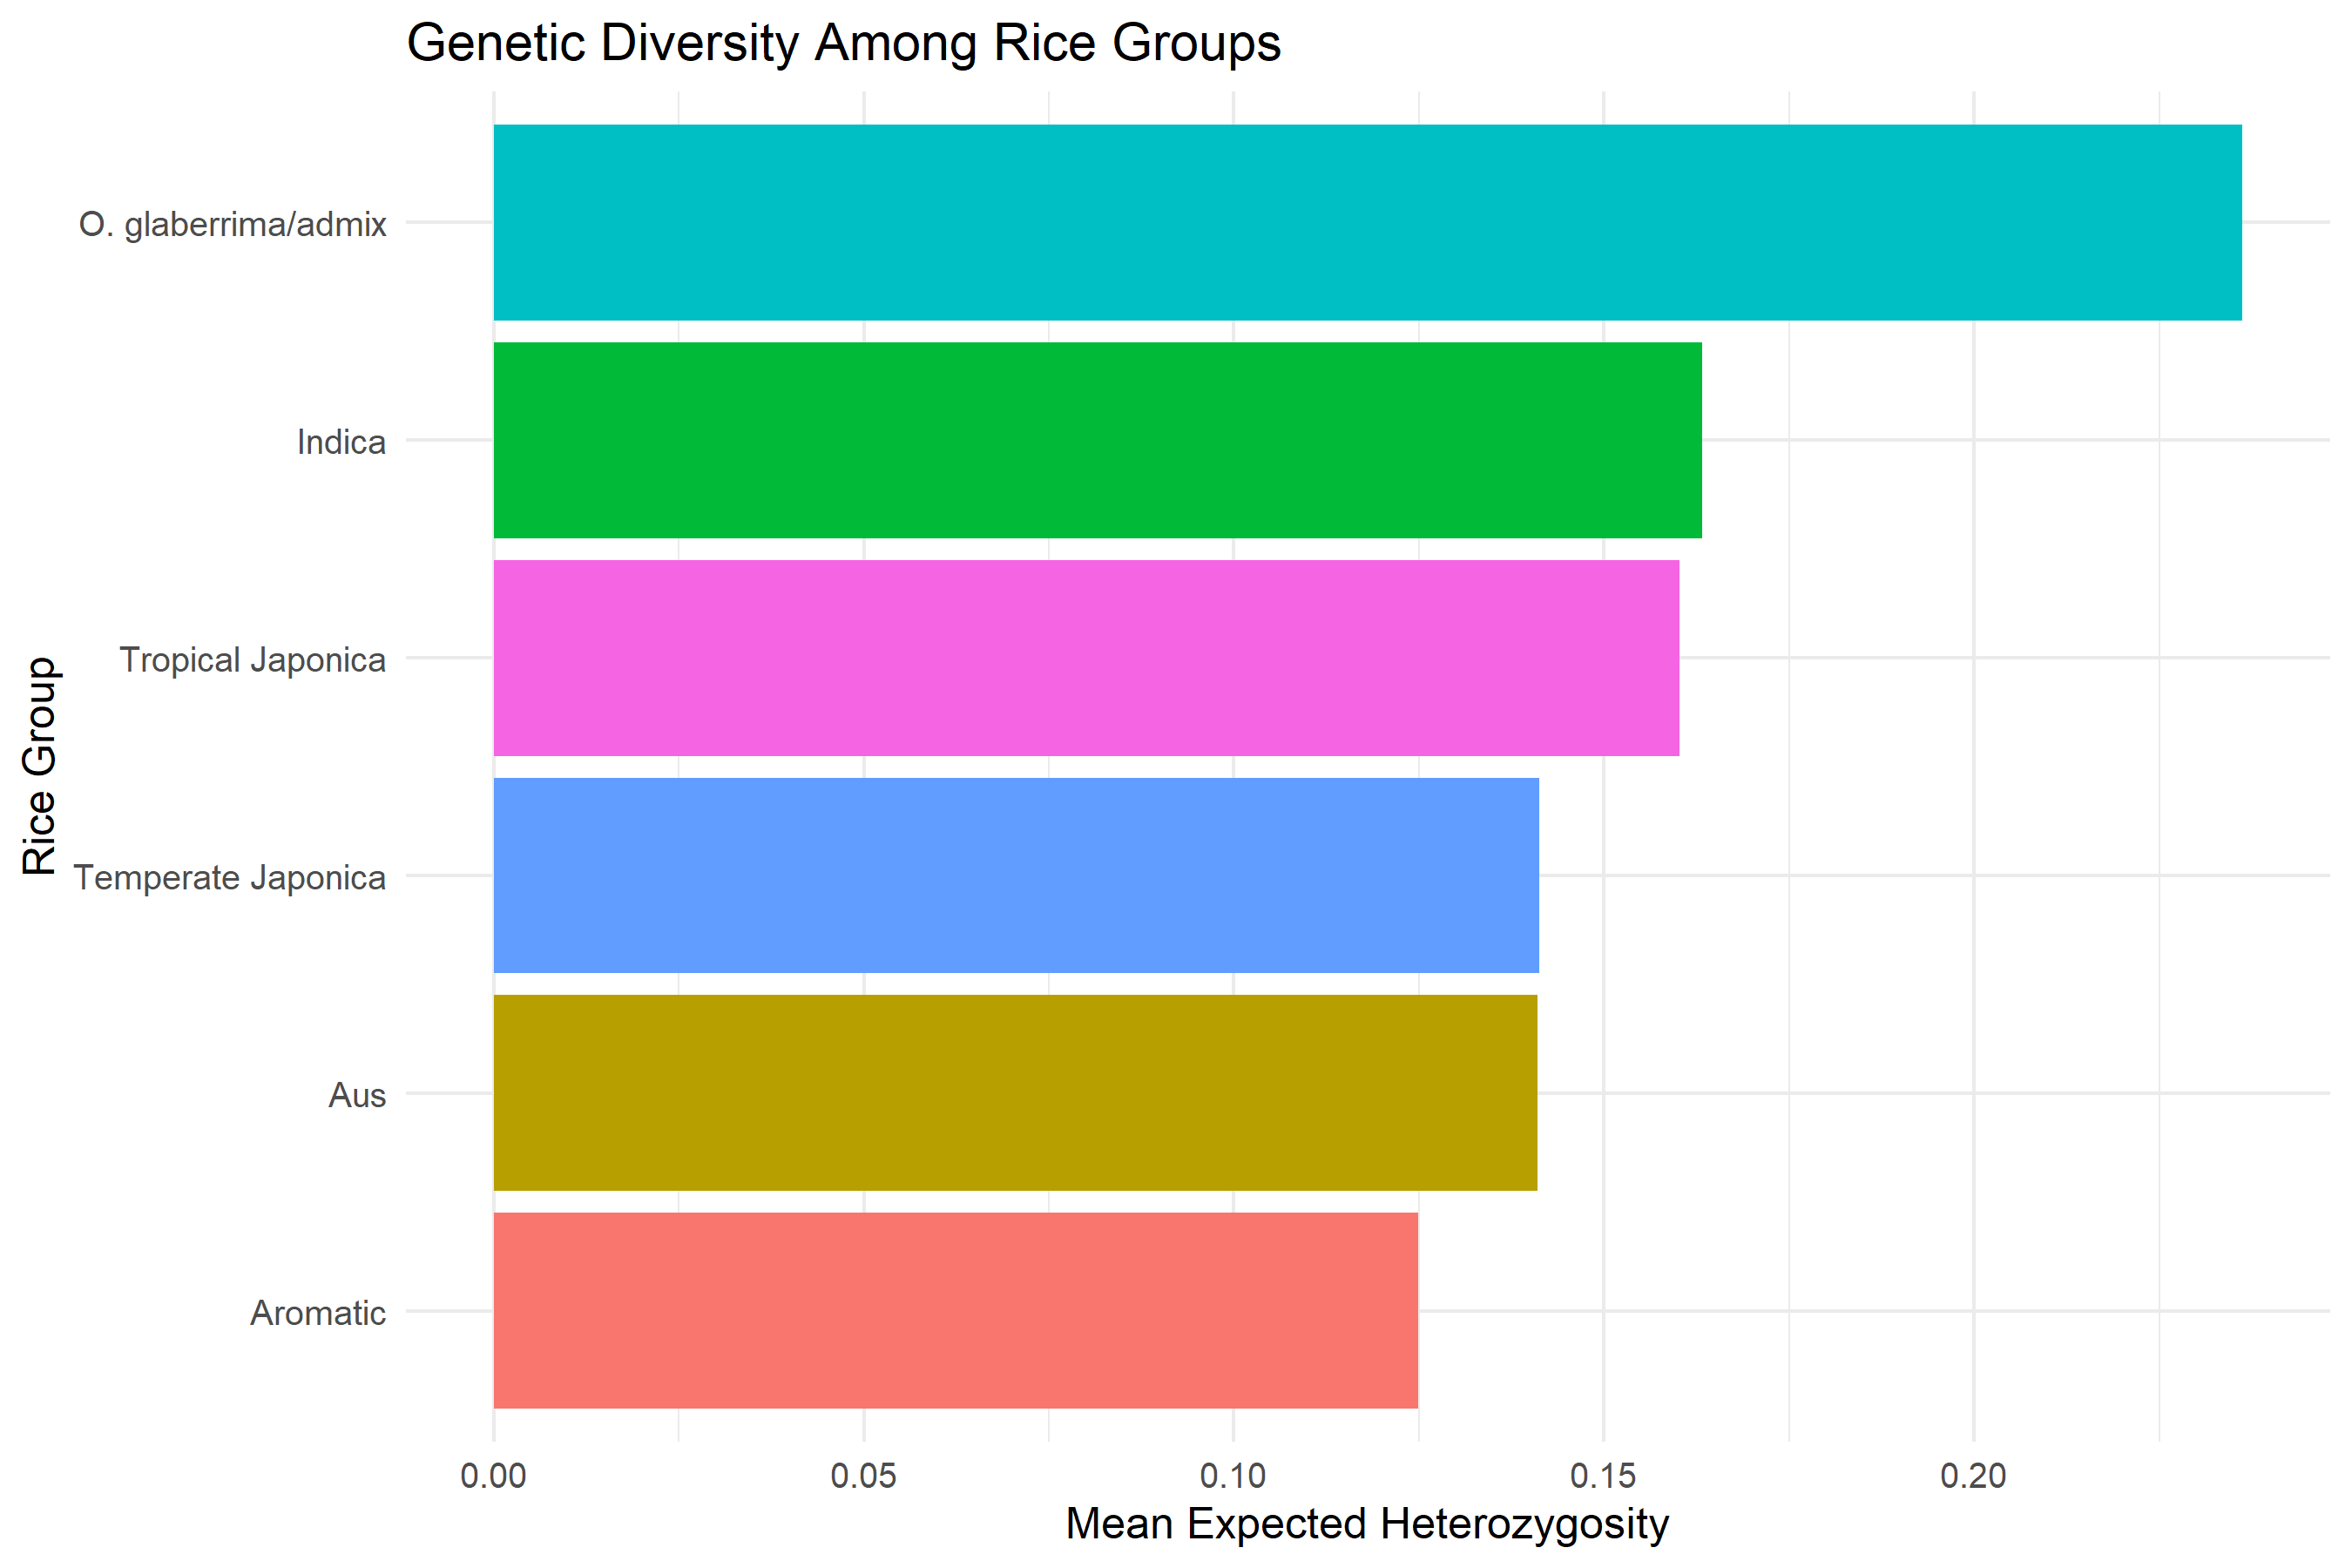 Genetic Diversity Among Rice Groups
O. glaberrima/admix
Indica
Tropical Japonica
Temperate Japonica
Aus
Aromatic
Rice Group
0.00 0.05 0.10 0.15 0.20
Mean Expected Heterozygosity